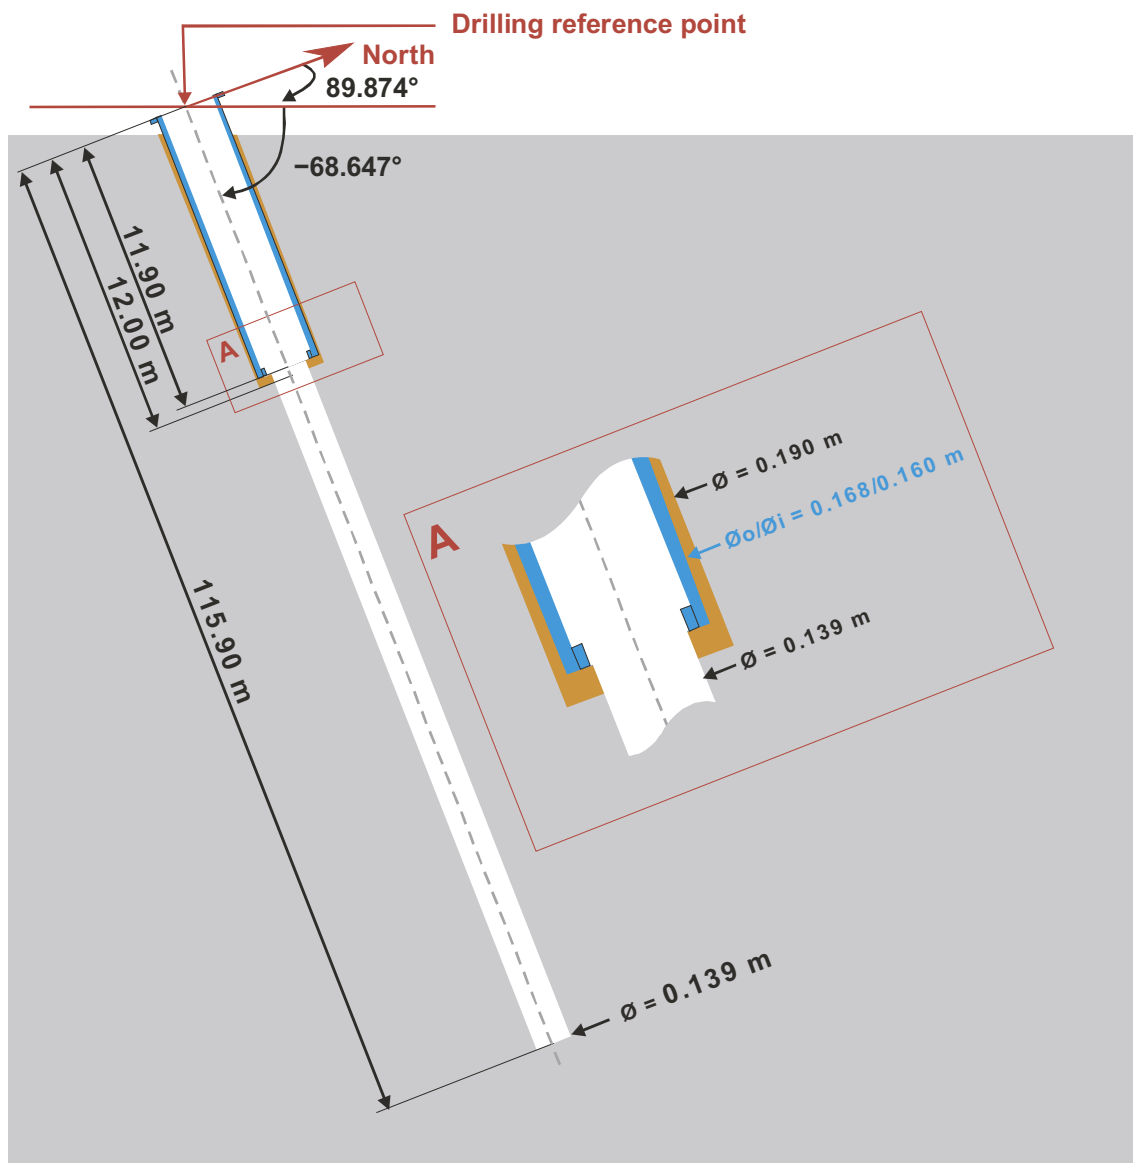 Drilling reference point
North
89.874°
−68.647°
11.90 m
12.00 m
A
115.90 m
A
Ø = 0.190 m
Øo/Øi = 0.168/0.160 m
Ø = 0.139 m
Ø = 0.139 m